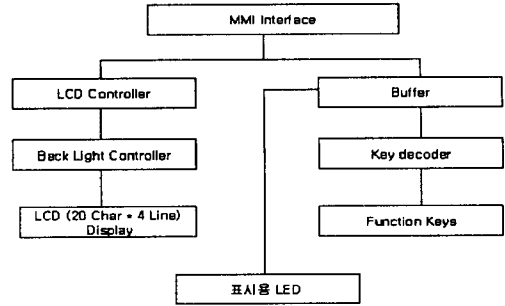 MMI Interface
LCD Controller
Buffer
Back Light Controller
Key decoder
LCD (20 Char * 4 Line)
Display
Function Keys
표시용 LED